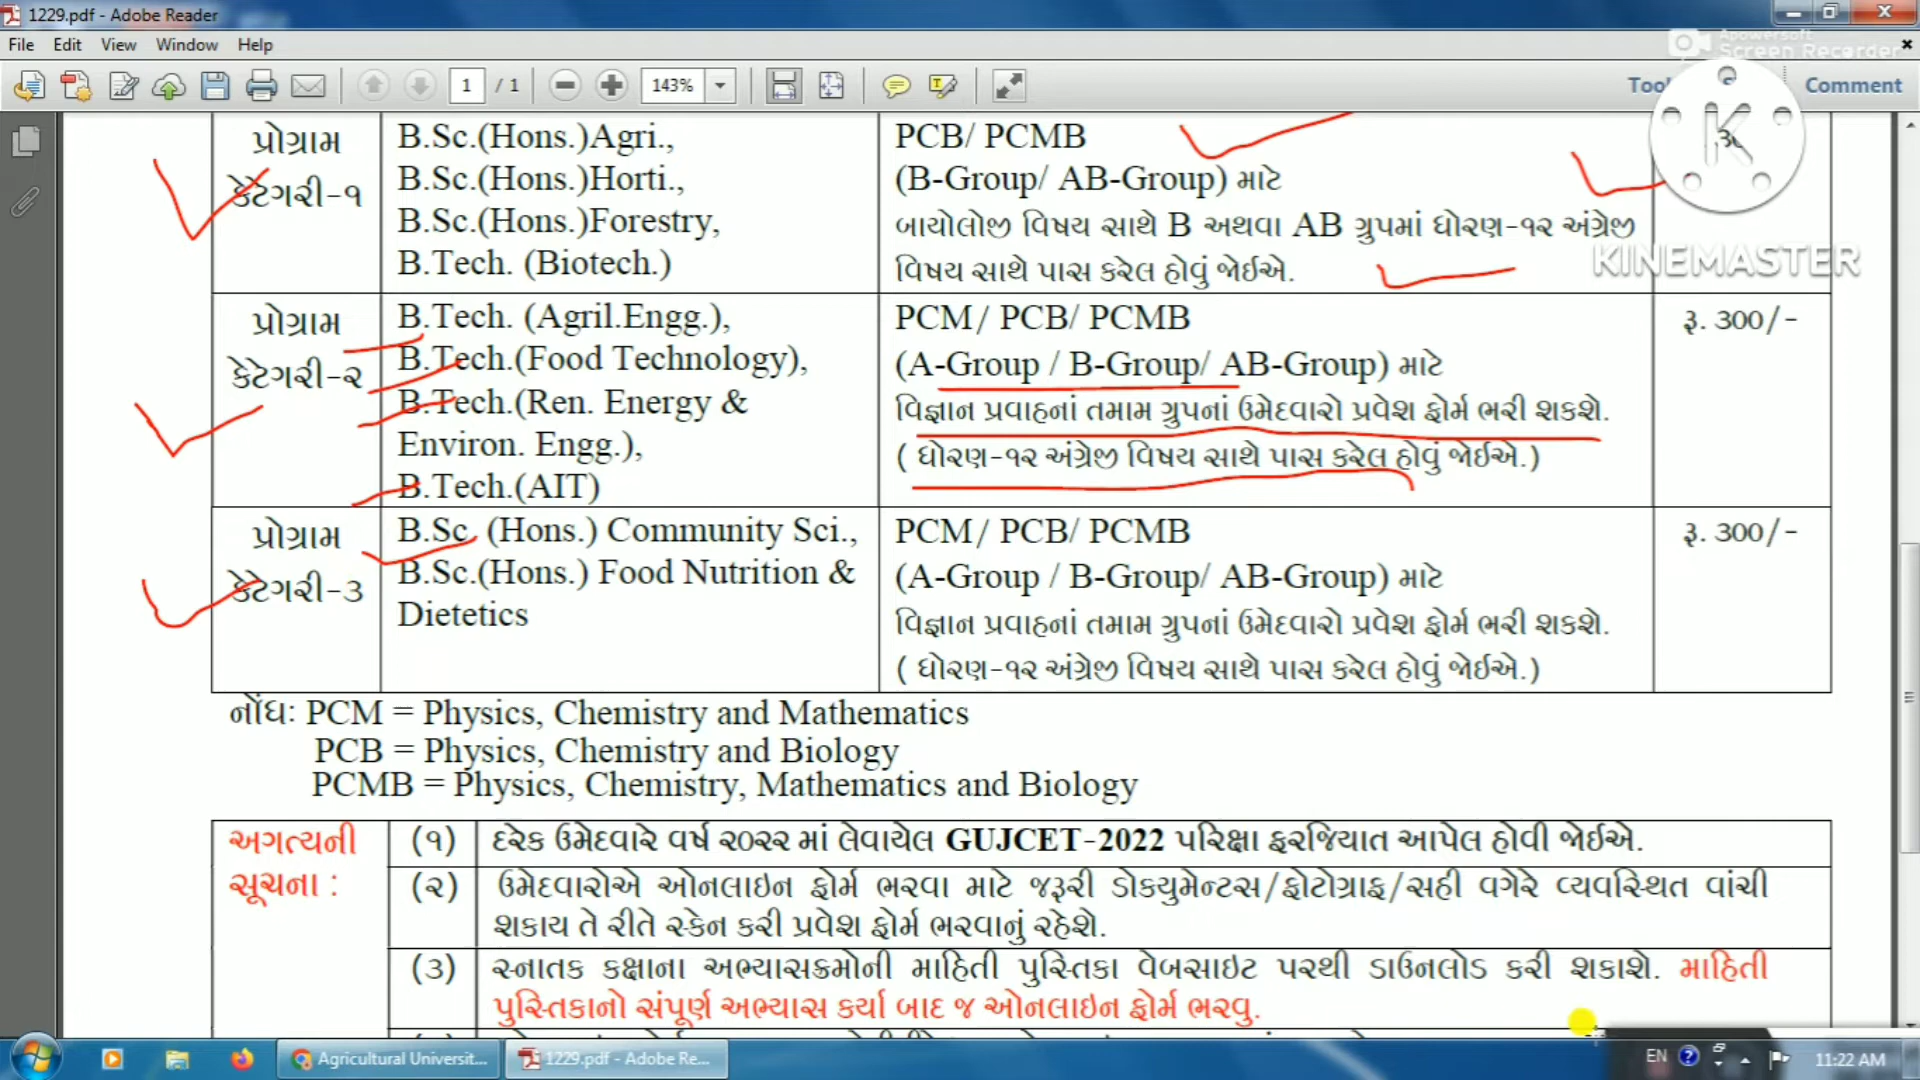 1229.pdf - Adobe Reader
Apowersoft
Screen Recorder
File Edit View Window Help
1 / 1 143% Comment
પ્રોગ્રામ
કેટેગરી-૧
B.Sc.(Hons.)Agri.,
B.Sc.(Hons.)Horti.,
B.Sc.(Hons.)Forestry,
B.Tech. (Biotech.)
PCB/ PCMB
(B-Group/ AB-Group) માટે
બાયોલોજી વિષય સાથે B અથવા AB ગ્રુપમાં ધોરણ-૧૨ અંગ્રેજી
વિષય સાથે પાસ કરેલ હોવું જોઈએ.
K
KINEMASTER
પ્રોગ્રામ
કેટેગરી-૨
B.Tech. (Agril.Engg.),
B.Tech.(Food Technology),
B.Tech.(Ren. Energy &
Environ. Engg.),
B.Tech.(AIT)
PCM / PCB/ PCMB
(A-Group / B-Group/ AB-Group) માટે
વિજ્ઞાન પ્રવાહનાં તમામ ગ્રુપનાં ઉમેદવારો પ્રવેશ ફોર્મ ભરી શકશે.
( ધોરણ-૧૨ અંગ્રેજી વિષય સાથે પાસ કરેલ હોવું જોઈએ.)
રૂ. 300/-
પ્રોગ્રામ
કેટેગરી-૩
B.Sc. (Hons.) Community Sci.,
B.Sc.(Hons.) Food Nutrition &
Dietetics
PCM / PCB/ PCMB
(A-Group / B-Group/ AB-Group) માટે
વિજ્ઞાન પ્રવાહનાં તમામ ગ્રુપનાં ઉમેદવારો પ્રવેશ ફોર્મ ભરી શકશે.
( ધોરણ-૧૨ અંગ્રેજી વિષય સાથે પાસ કરેલ હોવું જોઈએ.)
રૂ. 300/-
નોંધઃ PCM = Physics, Chemistry and Mathematics
PCB = Physics, Chemistry and Biology
PCMB = Physics, Chemistry, Mathematics and Biology
અગત્યની
સૂચના :
(૧) દરેક ઉમેદવારે વર્ષ ૨૦૨૨ માં લેવાયેલ GUJCET-2022 પરિક્ષા ફરજિયાત આપેલ હોવી જોઈએ.
(૨) ઉમેદવારોએ ઓનલાઇન ફોર્મ ભરવા માટે જરૂરી ડોક્યુમેન્ટસ/ફોટોગ્રાફ/સહી વગેરે વ્યવસ્થિત વાંચી
શકાય તે રીતે સ્કેન કરી પ્રવેશ ફોર્મ ભરવાનું રહેશે.
(૩) સ્નાતક કક્ષાના અભ્યાસક્રમોની માહિતી પુસ્તિકા વેબસાઇટ પરથી ડાઉનલોડ કરી શકાશે. માહિતી
પુસ્તિકાનો સંપૂર્ણ અભ્યાસ કર્યા બાદ જ ઓનલાઇન ફોર્મ ભરવુ.
Agricultural Universit...
1229.pdf - Adobe Re...
EN
11:22 AM